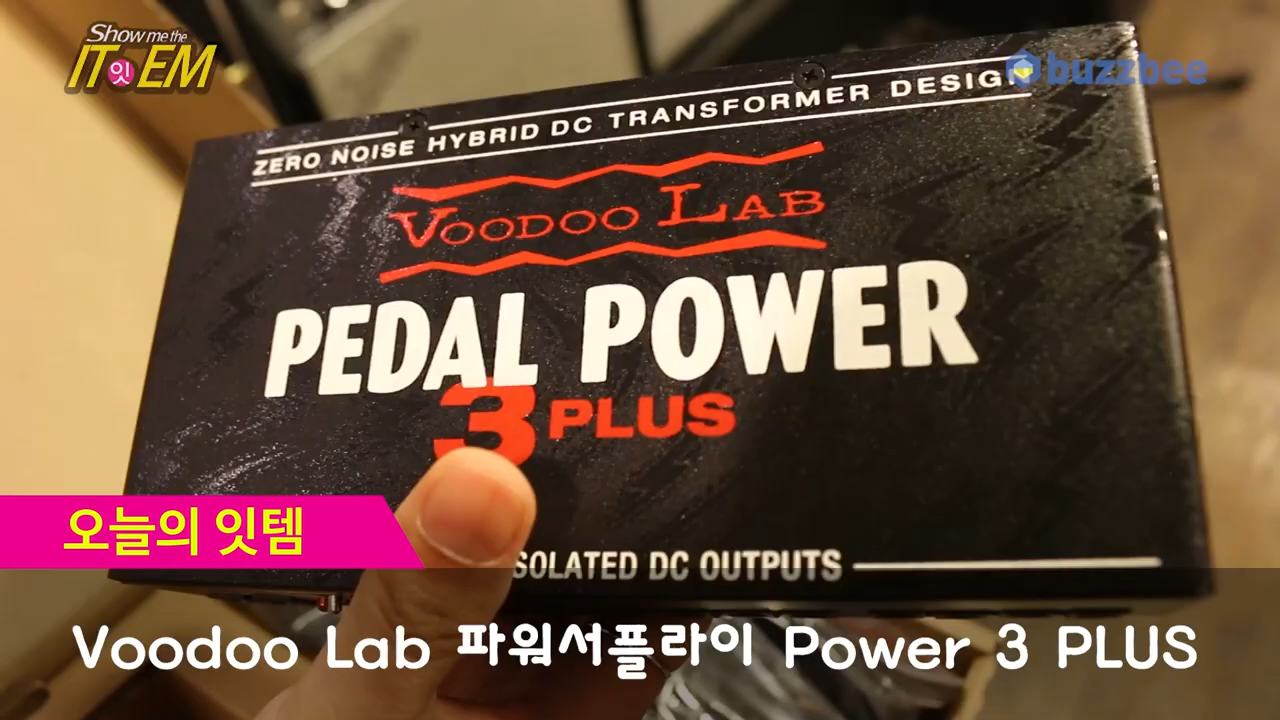 Show me the
IT잇EM
buzzbee
ZERO NOISE HYBRID DC TRANSFORMER DESIGN
VOODOO LAB
PEDAL POWER
3 PLUS
오늘의 잇템
DC OUTPUTS
Voodoo Lab 파워서플라이 Power 3 PLUS